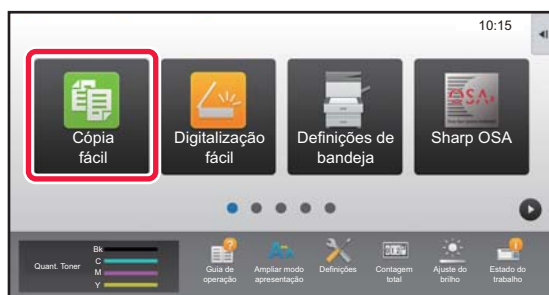 10:15
Cópia
fácil
Digitalização
fácil
Definições de
bandeja
Sharp OSA
Quant. Toner
Bk
C
M
Y
Guia de
operação
Ampliar modo
apresentação
Definições
Contagem
total
Ajuste do
brilho
Estado do
trabalho